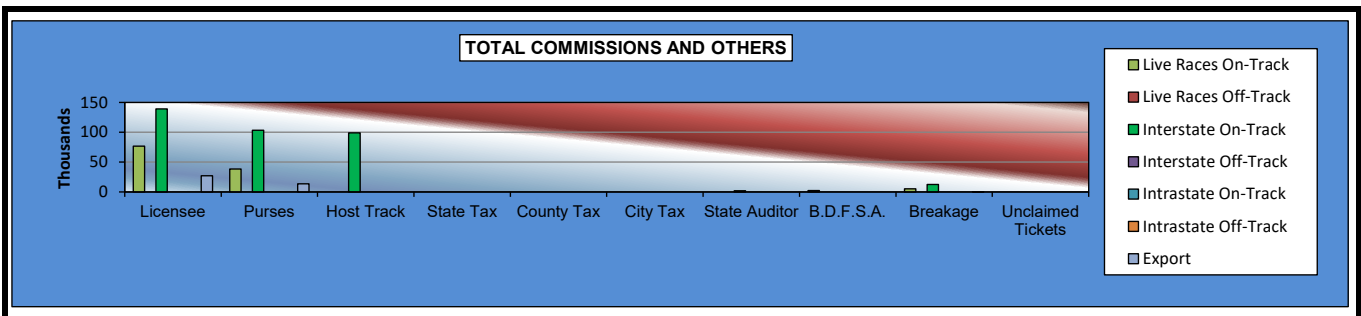 TOTAL COMMISSIONS AND OTHERS
Thousands
150
100
50
0
Licensee Purses Host Track State Tax County Tax City Tax State Auditor B.D.F.S.A. Breakage Unclaimed
Tickets
Live Races On-Track
Live Races Off-Track
Interstate On-Track
Interstate Off-Track
Intrastate On-Track
Intrastate Off-Track
Export